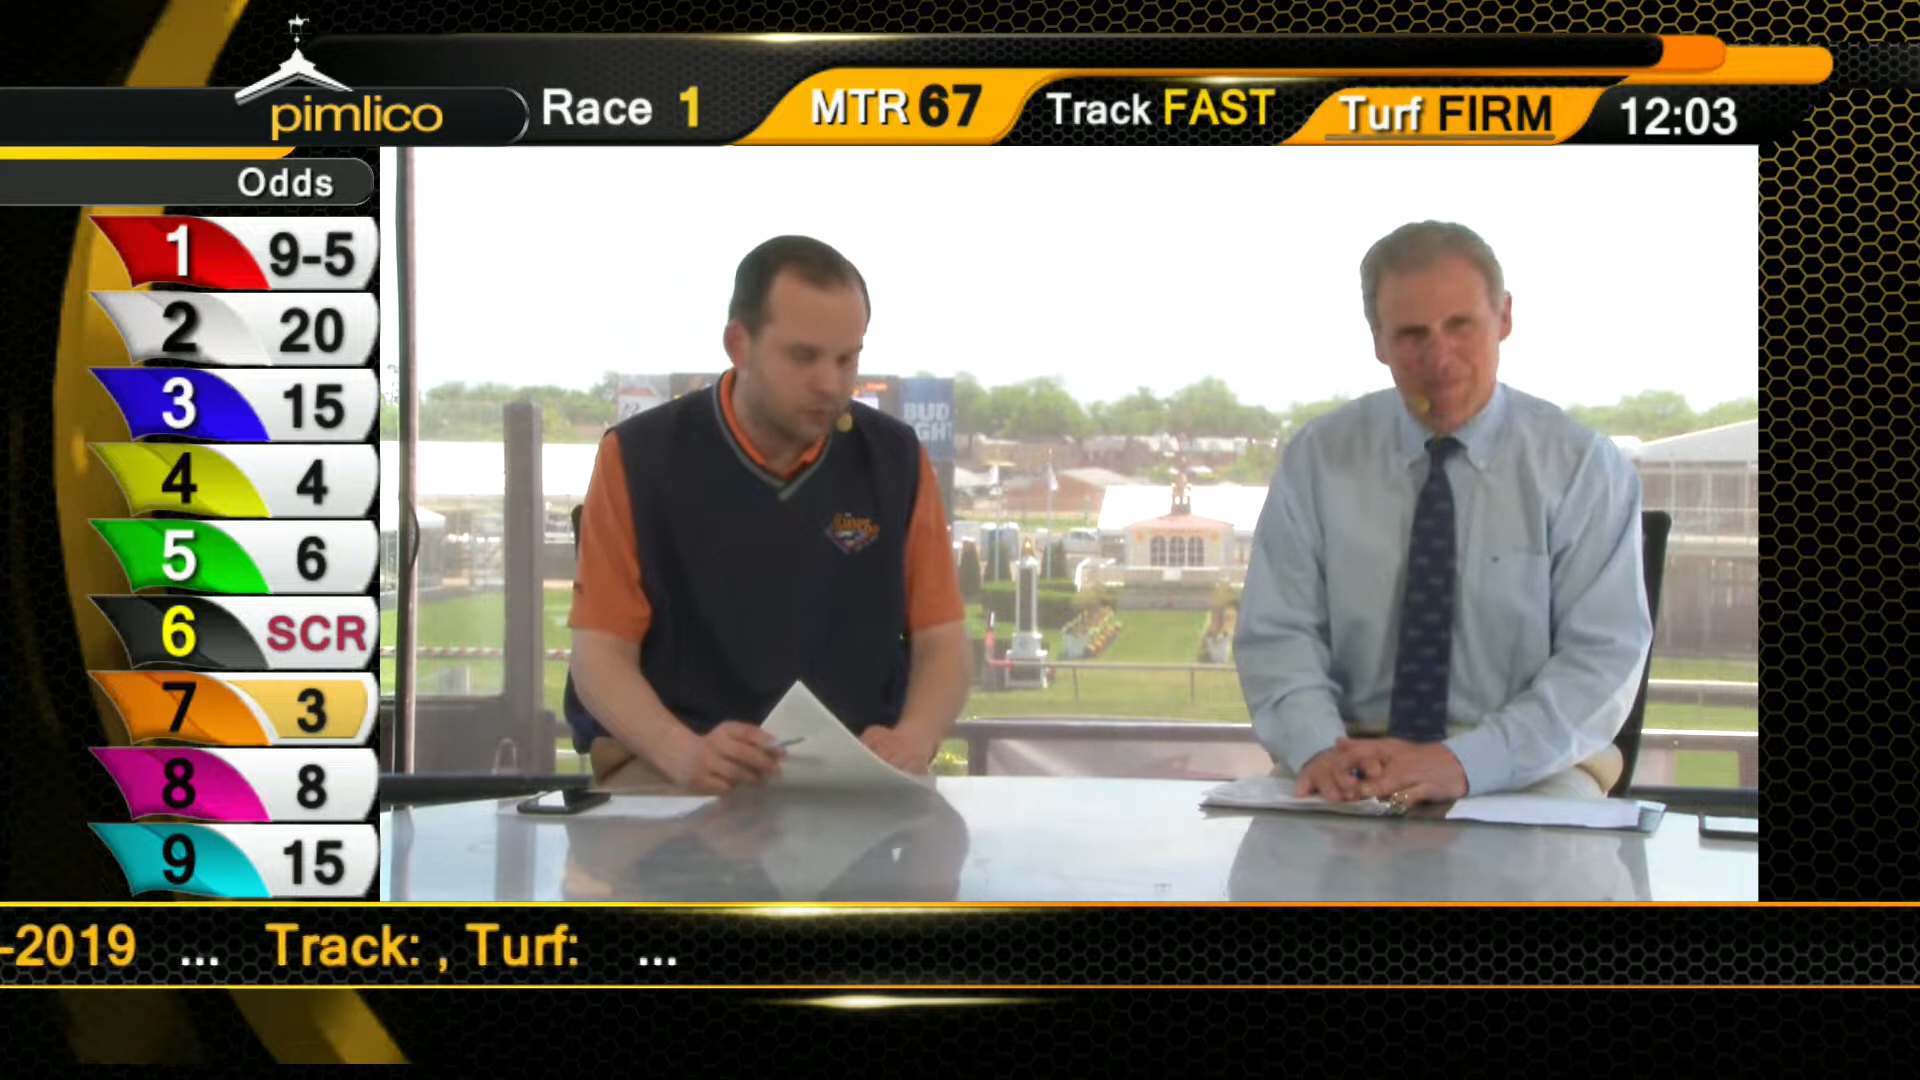 pimlico
Race 1
MTR 67
Track FAST
Turf FIRM
12:03
Odds
1 9-5
2 20
3 15
4 4
5 6
6 SCR
7 3
8 8
9 15
BUD
-2019 ... Track: , Turf: ...